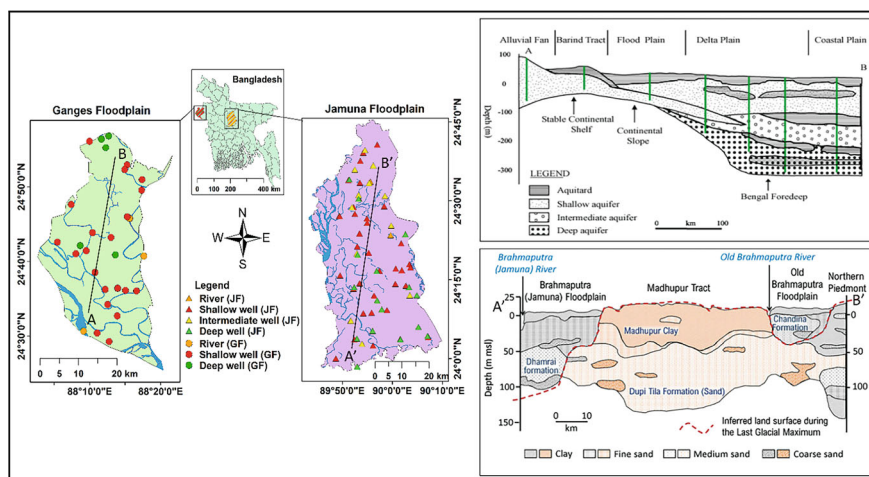 Bangladesh
0 200 400 km
Ganges Floodplain
B
A
24°50'N
24°40'N
24°30'N
0 10 20 km
88°10'0"E 88°20'0"E
N
W E
S
Legend
River (JF)
Shallow well (JF)
Intermediate well (JF)
Deep well (JF)
River (GF)
Shallow well (GF)
Deep well (GF)
Jamuna Floodplain
B'
A'
24°45'N
24°30'N
24°15'N
24°0'0"N
0 5 10 20 km
89°50'0"E 90°0'0"E 90°10'0"E
Alluvial Fan Barind Tract Flood Plain Delta Plain Coastal Plain
A B
Depth (m)
100
0
-100
-200
-300
Stable Continental
Shelf
Continental
Slope
Bengal Foredeep
LEGEND
Aquitard
Shallow aquifer
Intermediate aquifer
Deep aquifer
0 km 100
Brahmaputra
(Jamuna) River
Old Brahmaputra River
Brahmaputra
(Jamuna) Floodplain
Madhupur Tract
Old
Brahmaputra
Floodplain
Northern
Piedmont
A' B'
25
0
50
100
150
Depth (m msl)
0
50
100
Madhupur Clay
Chandina
Formation
Dhamrai
formation
Dupi Tila Formation (Sand)
0 10
km
Inferred land surface during
the Last Glacial Maximum
Clay Fine sand Medium sand Coarse sand